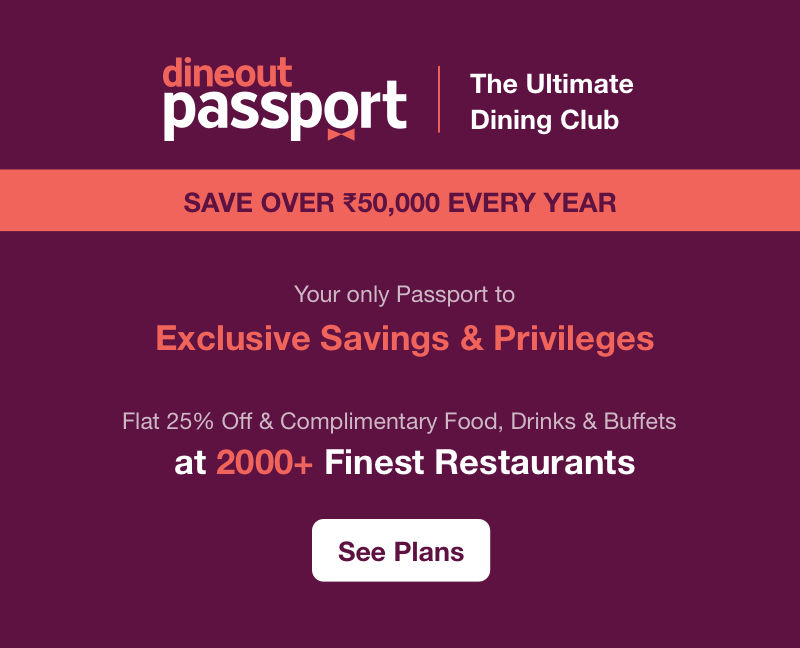 dineout
passport
The Ultimate
Dining Club
SAVE OVER ₹50,000 EVERY YEAR
Your only Passport to
Exclusive Savings & Privileges
Flat 25% Off & Complimentary Food, Drinks & Buffets
at 2000+ Finest Restaurants
See Plans